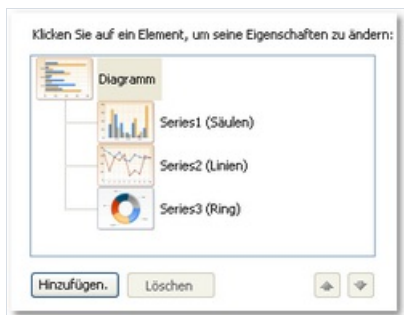 Klicken Sie auf ein Element, um seine Eigenschaften zu ändern:
Diagramm
Series1 (Säulen)
Series2 (Linien)
Series3 (Ring)
Hinzufügen.
Löschen